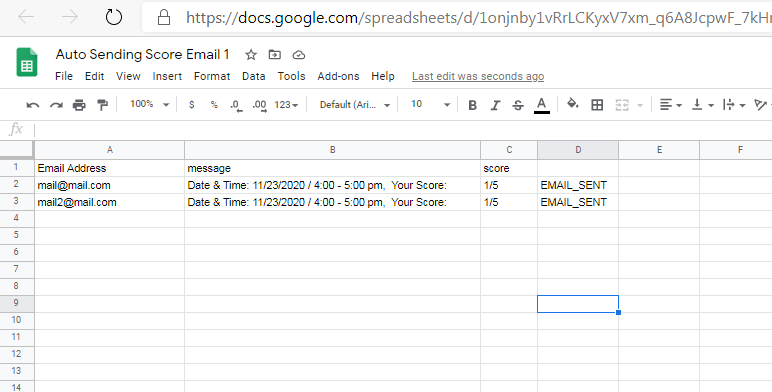 https://docs.google.com/spreadsheets/d/1onjnby1vRrLCKyxV7xm_q6A8JcpwF_7kH
Auto Sending Score Email 1
File Edit View Insert Format Data Tools Add-ons Help Last edit was seconds ago
100% $ % .0 .00 123 Default (Ari... 10 B I S A
fx
A B C D E F
1 Email Address message score
2 mail@mail.com Date & Time: 11/23/2020 / 4:00 - 5:00 pm, Your Score: 1/5 EMAIL_SENT
3 mail2@mail.com Date & Time: 11/23/2020 / 4:00 - 5:00 pm, Your Score: 1/5 EMAIL_SENT
4
5
6
7
8
9
10
11
12
13
14